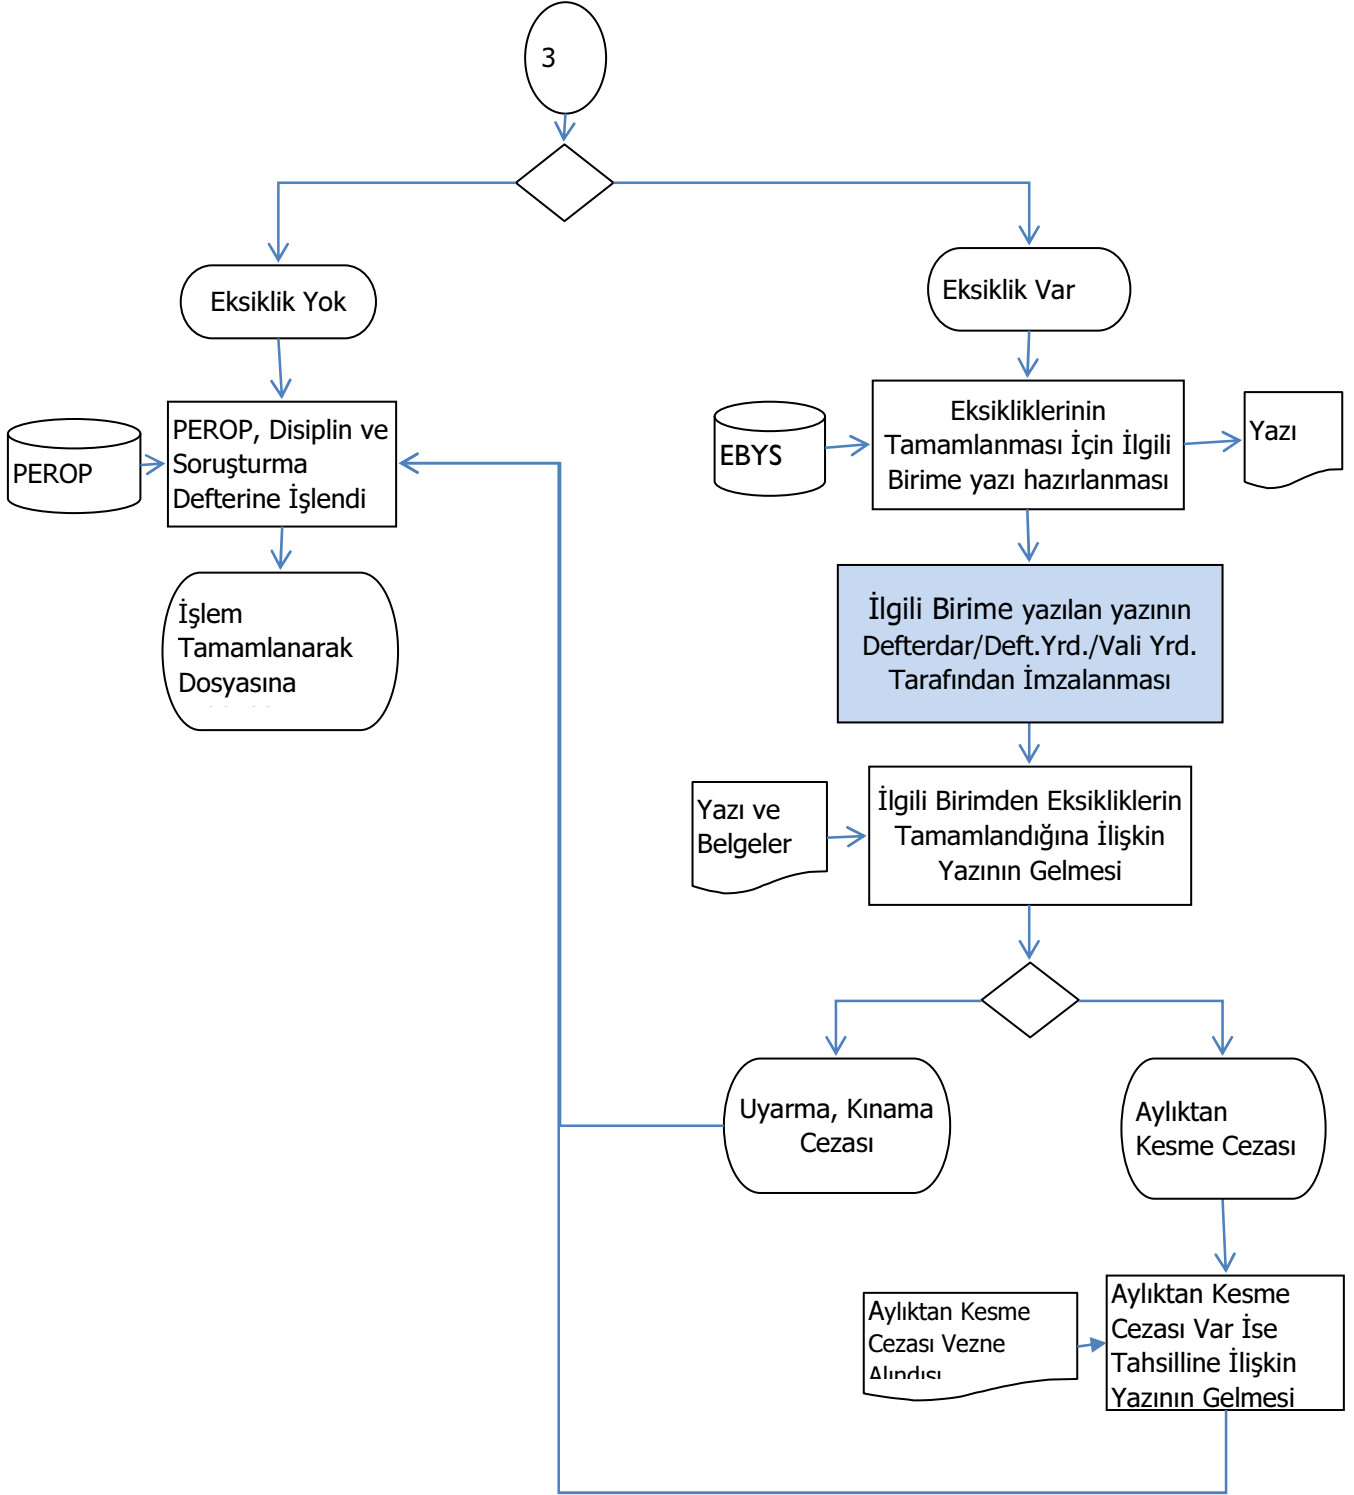 3
Eksiklik Yok
Eksiklik Var
PEROP
PEROP, Disiplin ve
Soruşturma
Defterine İşlendi
EBYS
Eksikliklerinin
Tamamlanması İçin İlgili
Birime yazı hazırlanması
Yazı
İşlem
Tamamlanarak
Dosyasına
İlgili Birime yazılan yazının
Defterdar/Deft.Yrd./Vali Yrd.
Tarafından İmzalanması
Yazı ve
Belgeler
İlgili Birimden Eksikliklerin
Tamamlandığına İlişkin
Yazının Gelmesi
Uyarma, Kınama
Cezası
Aylıktan
Kesme Cezası
Aylıktan Kesme
Cezası Vezne
Alındısı
Aylıktan Kesme
Cezası Var İse
Tahsilline İlişkin
Yazının Gelmesi